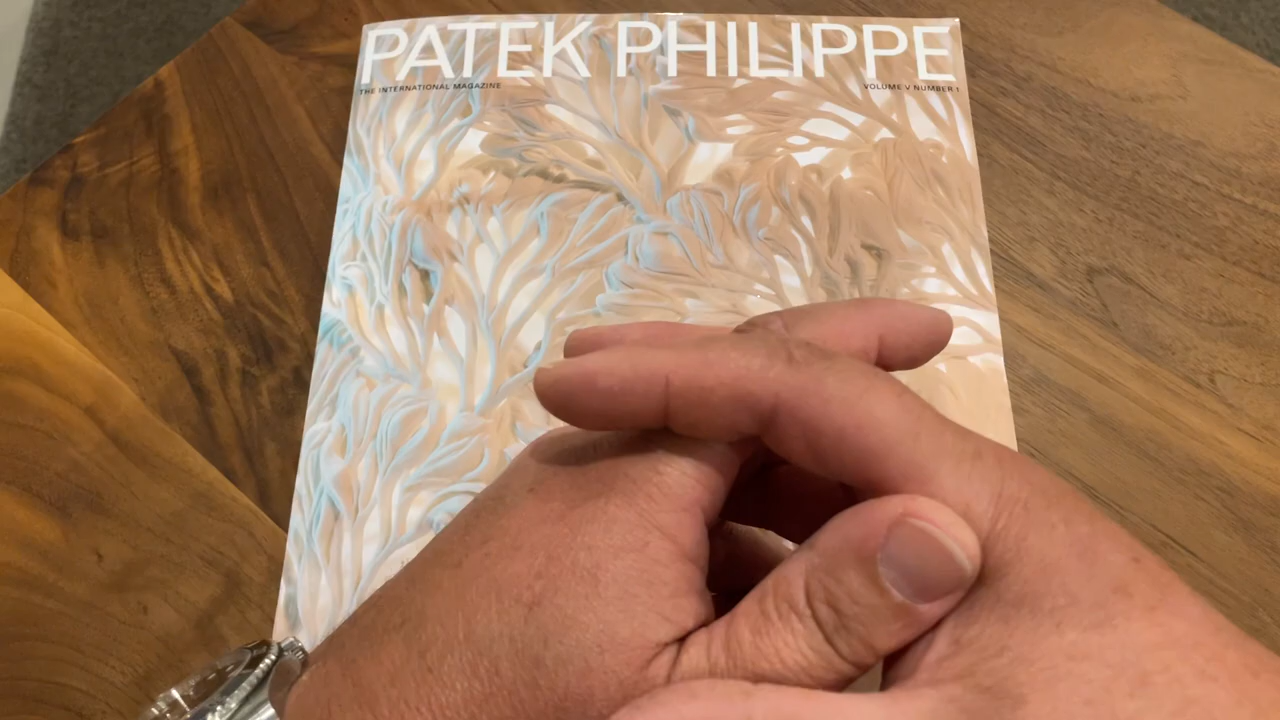 PATEK PHILIPPE
THE INTERNATIONAL MAGAZINE VOLUME V NUMBER 1